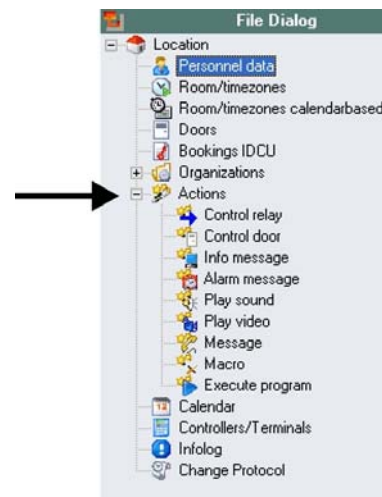 File Dialog
Location
Personnel data
Room/timezones
Room/timezones calendarbased
Doors
Bookings IDCU
Organizations
Actions
Control relay
Control door
Info message
Alarm message
Play sound
Play video
Message
Macro
Execute program
Calendar
Controllers/Terminals
Infolog
Change Protocol